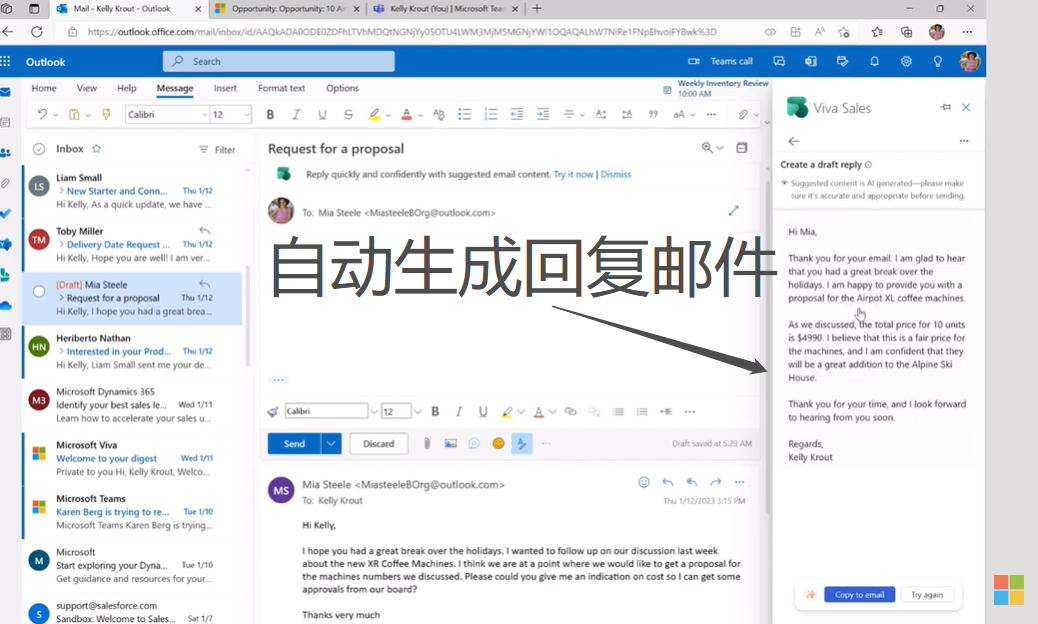 Mail - Kelly Krout - Outlook
Opportunity: Opportunity: 10 Air
Kelly Krout (You) | Microsoft Team
Outlook
Search
Teams call
Home View Help Message Insert Format text Options
Weekly Inventory Review
10:00 AM
Calibri 12
Inbox
Filter
LS
Liam Small
New Starter and Conn... Thu 1/12
Hi Kelly, As a quick update, we have ...
TM
Toby Miller
Delivery Date Request ... Thu 1/12
Hi Kelly, Hope you are well! I am ver...
[Draft] Mia Steele
Request for a proposal Thu 1/12
Hi Kelly, I hope you had a great brea...
HN
Heriberto Nathan
Interested in your Prod... Thu 1/12
Hi Kelly, Liam Small sent me your de...
M3
Microsoft Dynamics 365
Identify your best sales le... Wed 1/11
Learn how to accelerate your sales u...
Microsoft Viva
Welcome to your digest Wed 1/11
Private to you Hi, Kelly Krout, Welco...
Microsoft Teams
Karen Berg is trying to re... Tue 1/10
Microsoft Teams Karen Berg is trying...
M
Microsoft
Start exploring your Dyna... Tue 1/10
Get guidance and resources for your...
S
support@salesforce.com
Sandbox: Welcome to Sales... Sat 1/7
Request for a proposal
Reply quickly and confidently with suggested email content. Try it now | Dismiss
To: Mia Steele <MiasteeleBOrg@outlook.com>
自动生成回复邮件
Calibri 12
Send
Discard
Draft saved at 5:29 AM
MS
Mia Steele <MiasteeleBOrg@outlook.com>
To: Kelly Krout
Thu 1/12/2023 3:15 PM
Hi Kelly,
I hope you had a great break over the holidays. I wanted to follow up on our discussion last week
about the new XR Coffee Machines. I think we are at a point where we would like to get a proposal for
the machines numbers we discussed. Please could you give me an indication on cost so I can get some
approvals from our board?
Thanks very much
Viva Sales
Create a draft reply
Suggested content is AI generated—please make
sure it's accurate and appropriate before sending.
Hi Mia,
Thank you for your email. I am glad to hear
that you had a great break over the
holidays. I am happy to provide you with a
proposal for the Airpot XL coffee machines.
As we discussed, the total price for 10 units
is $4990. I believe that this is a fair price for
the machines, and I am confident that they
will be a great addition to the Alpine Ski
House.
Thank you for your time, and I look forward
to hearing from you soon.
Regards,
Kelly Krout
Copy to email
Try again